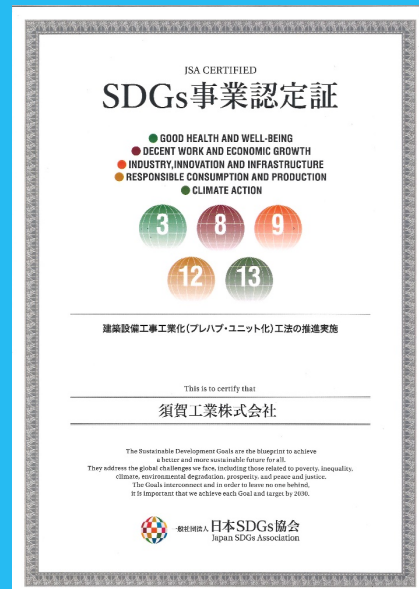 JSA CERTIFIED
SDGs事業認定証
GOOD HEALTH AND WELL-BEING
DECENT WORK AND ECONOMIC GROWTH
INDUSTRY,INNOVATION AND INFRASTRUCTURE
RESPONSIBLE CONSUMPTION AND PRODUCTION
CLIMATE ACTION
3 8 9
12 13
建築設備工事工業化(プレハブ・ユニット化)工法の推進実施
This is to certify that
須賀工業株式会社
The Sustainable Development Goals are the blueprint to achieve
a better and more sustainable future for all.
They address the global challenges we face, including those related to poverty, inequality,
climate, environmental degradation, prosperity, and peace and justice.
The Goals interconnect and in order to leave no one behind,
it is important that we achieve each Goal and target by 2030.
一般社団法人 日本SDGs協会
Japan SDGs Association